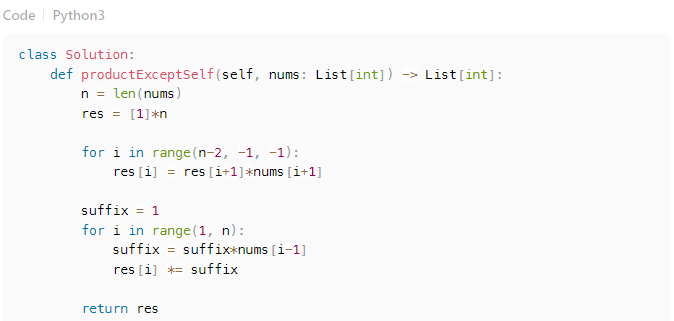 Code | Python3
class Solution:
    def productExceptSelf(self, nums: List[int]) -> List[int]:
        n = len(nums)
        res = [1]*n
        for i in range(n-2, -1, -1):
            res[i] = res[i+1]*nums[i+1]
        suffix = 1
        for i in range(1, n):
            suffix = suffix*nums[i-1]
            res[i] *= suffix
        return res